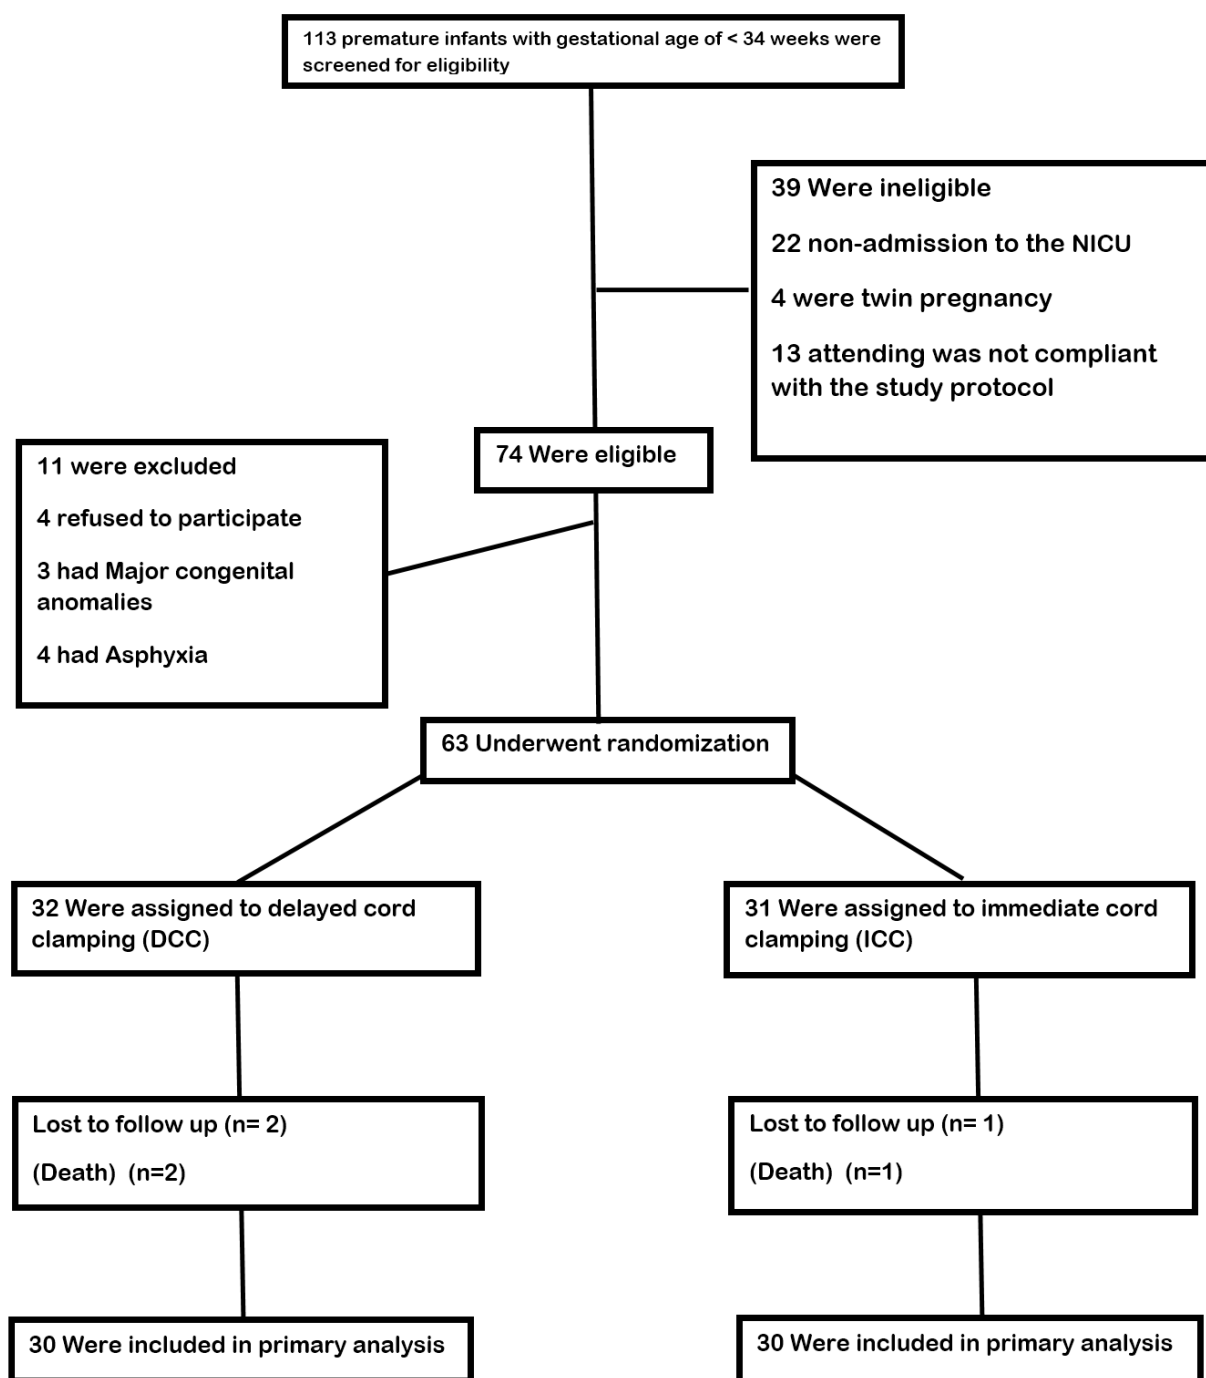 113 premature infants with gestational age of < 34 weeks were
screened for eligibility
39 Were ineligible
22 non-admission to the NICU
4 were twin pregnancy
13 attending was not compliant
with the study protocol
74 Were eligible
11 were excluded
4 refused to participate
3 had Major congenital
anomalies
4 had Asphyxia
63 Underwent randomization
32 Were assigned to delayed cord
clamping (DCC)
31 Were assigned to immediate cord
clamping (ICC)
Lost to follow up (n= 2)
(Death) (n=2)
Lost to follow up (n= 1)
(Death) (n=1)
30 Were included in primary analysis
30 Were included in primary analysis